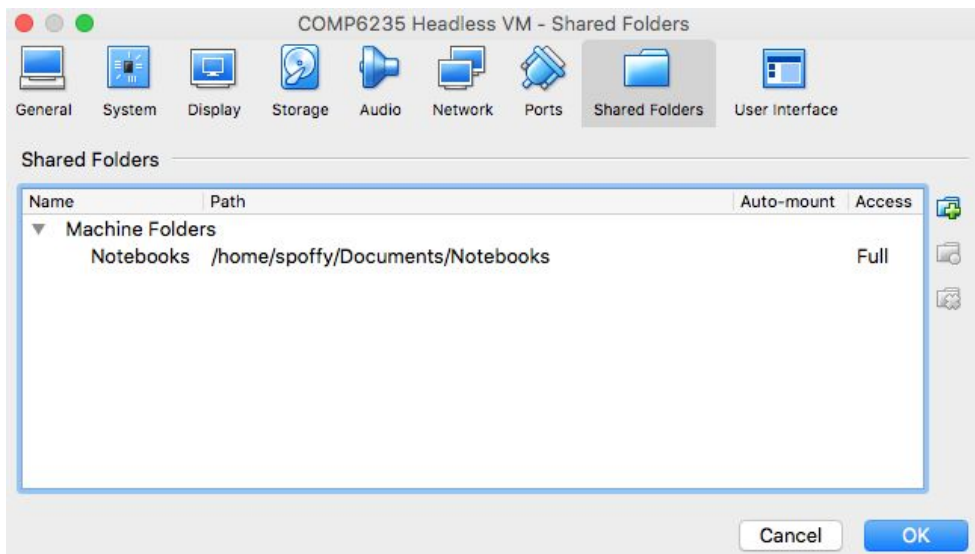 COMP6235 Headless VM - Shared Folders
General System Display Storage Audio Network Ports Shared Folders User Interface
Shared Folders
Name Path Auto-mount Access
Machine Folders
Notebooks /home/spoffy/Documents/Notebooks Full
Cancel OK